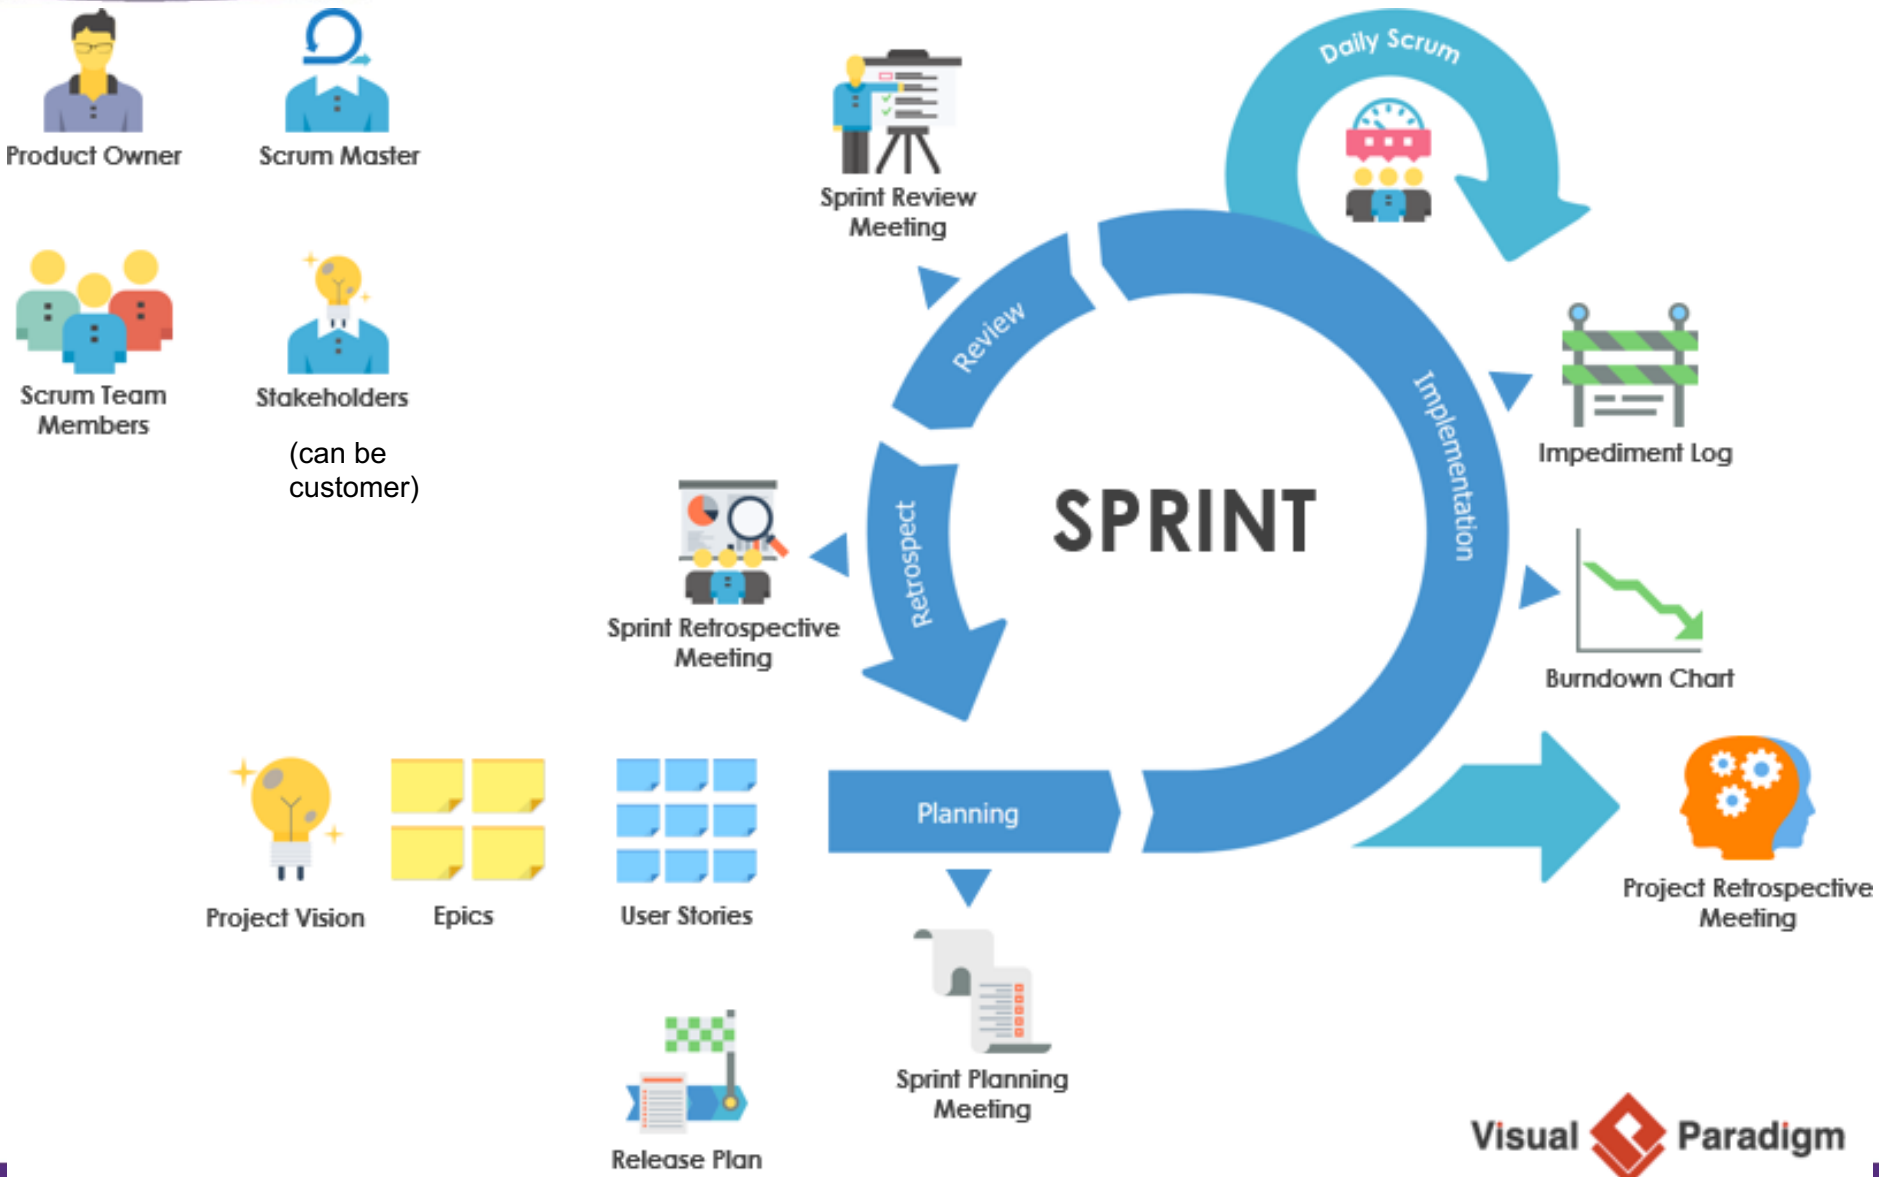 Product Owner
Scrum Master
Scrum Team
Members
Stakeholders
(can be
customer)
Sprint Review
Meeting
Daily Scrum
Review
Implementation
Impediment Log
SPRINT
Retrospect
Sprint Retrospective
Meeting
Burndown Chart
Planning
Project Vision
Epics
User Stories
Project Retrospective
Meeting
Sprint Planning
Meeting
Release Plan
Visual Paradigm